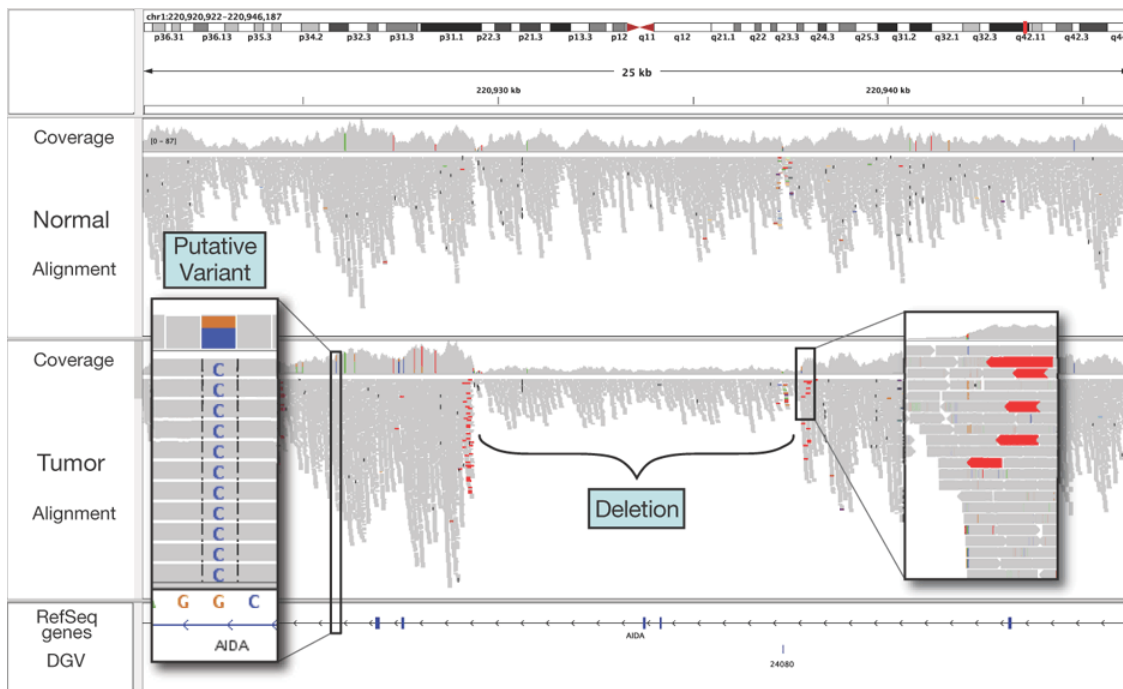 chr1:220,920,922-220,946,187
p36.31 p36.13 p35.3 p34.2 p32.3 p31.3 p31.1 p22.3 p21.3 p13.3 p12 q11 q12 q21.1 q22 q23.3 q24.3 q25.3 q31.2 q32.1 q32.3 q42.11 q42.3 q4
25 kb
220,930 kb 220,940 kb
Coverage
[0 - 87]
Normal
Alignment
Putative
Variant
Coverage
Tumor
Alignment
C
C
C
C
C
C
C
C
C
C
C
Deletion
G G C
AIDA
RefSeq
genes
AIDA
DGV
24080